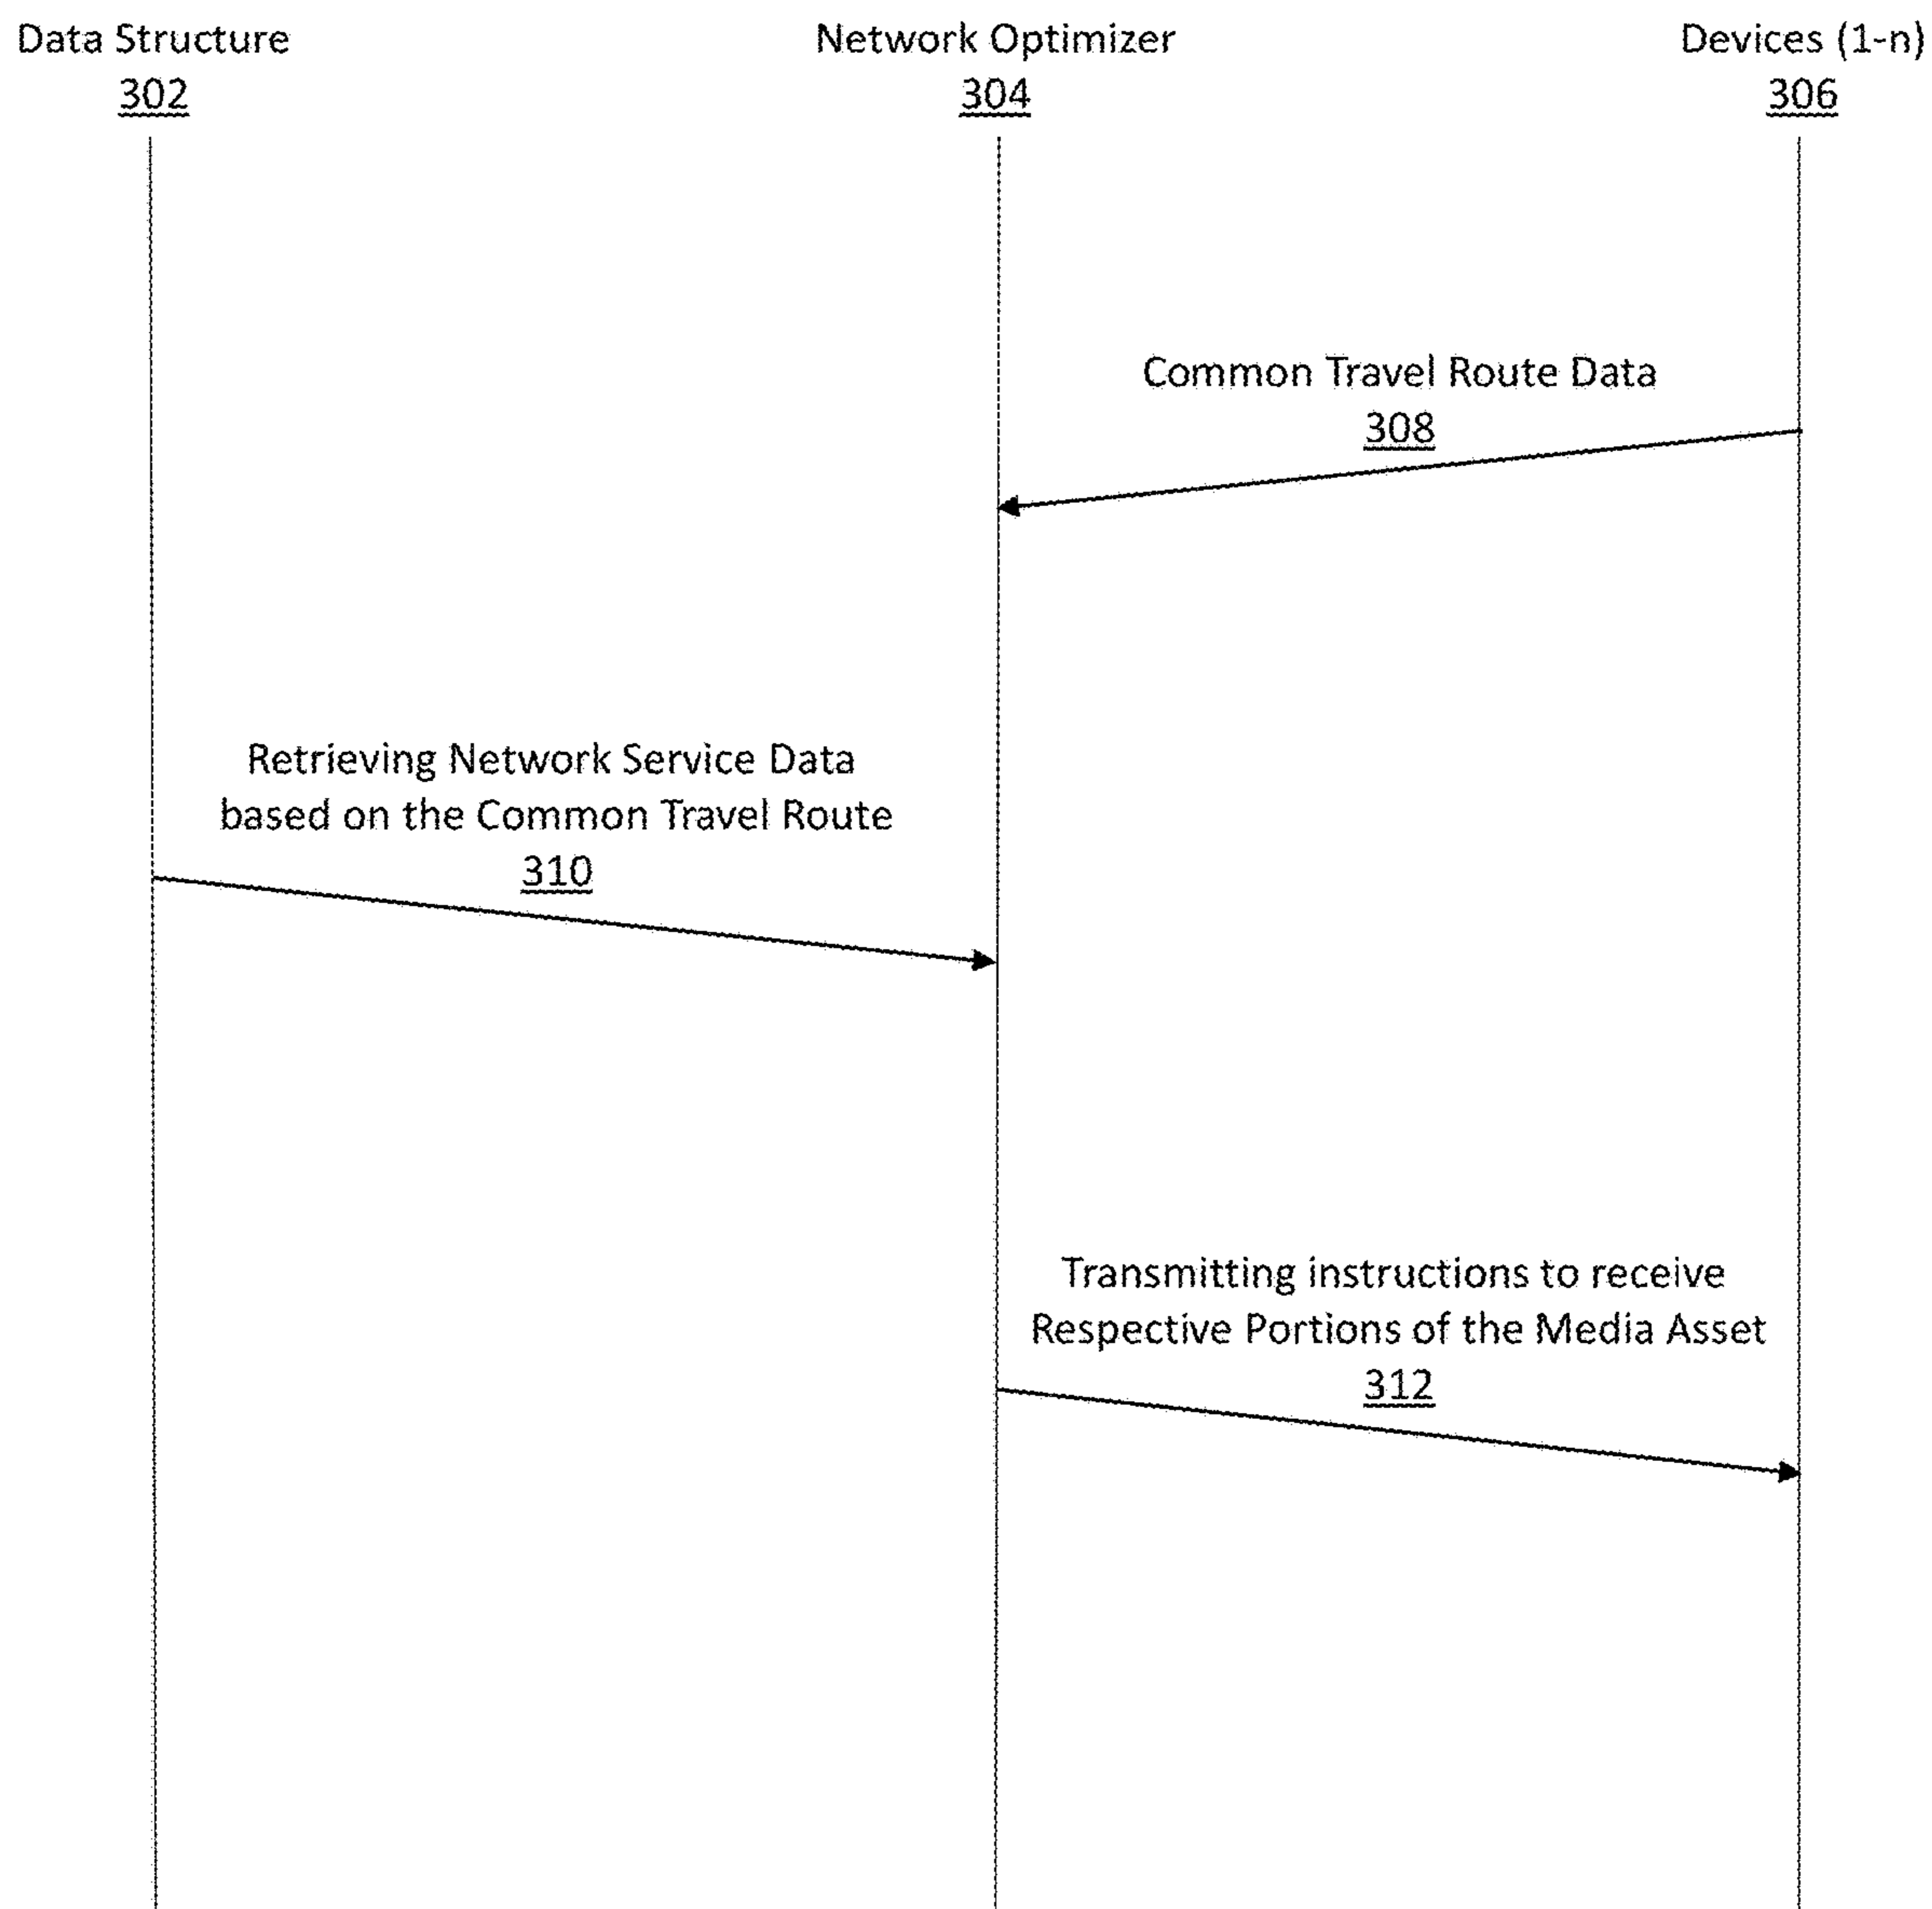 Data Structure
302
Network Optimizer
304
Devices (1-n)
306
Common Travel Route Data
308
Retrieving Network Service Data
based on the Common Travel Route
310
Transmitting instructions to receive
Respective Portions of the Media Asset
312